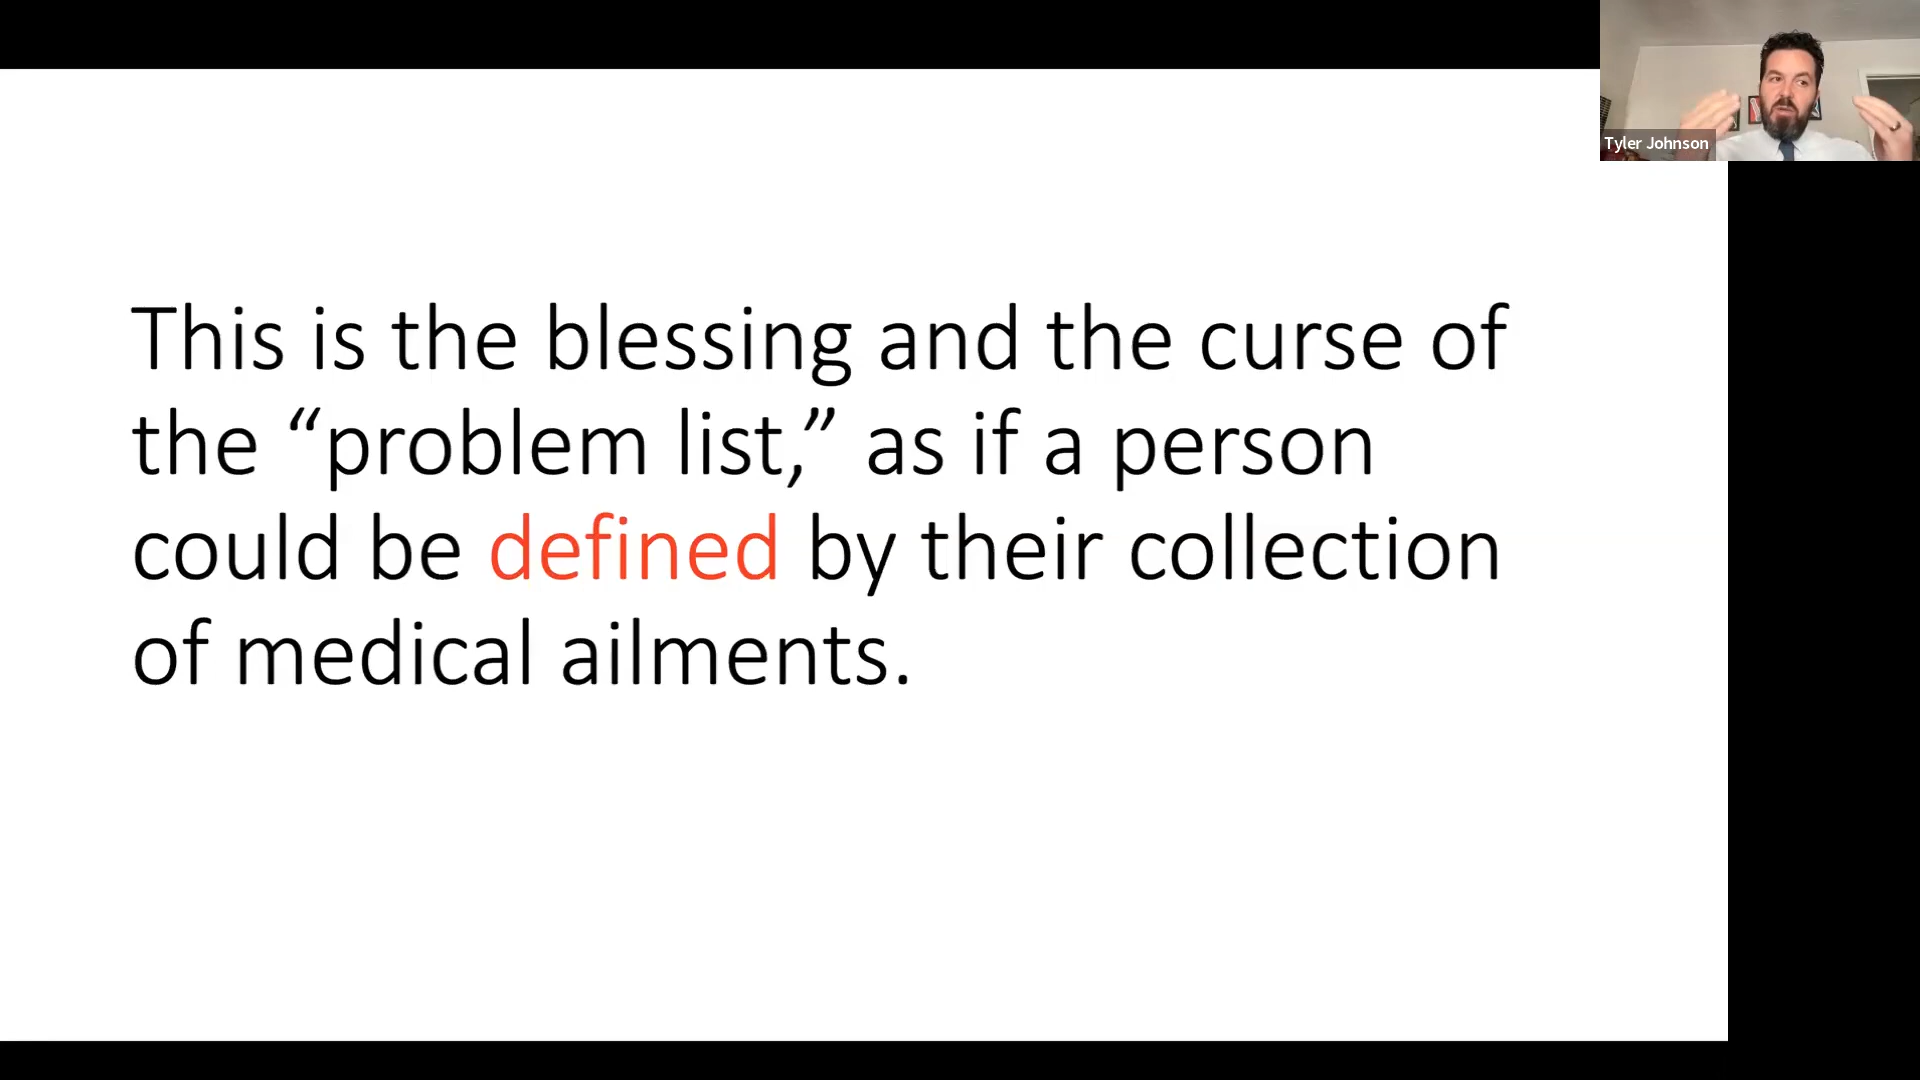 Tyler Johnson
This is the blessing and the curse of
the “problem list,” as if a person
could be defined by their collection
of medical ailments.